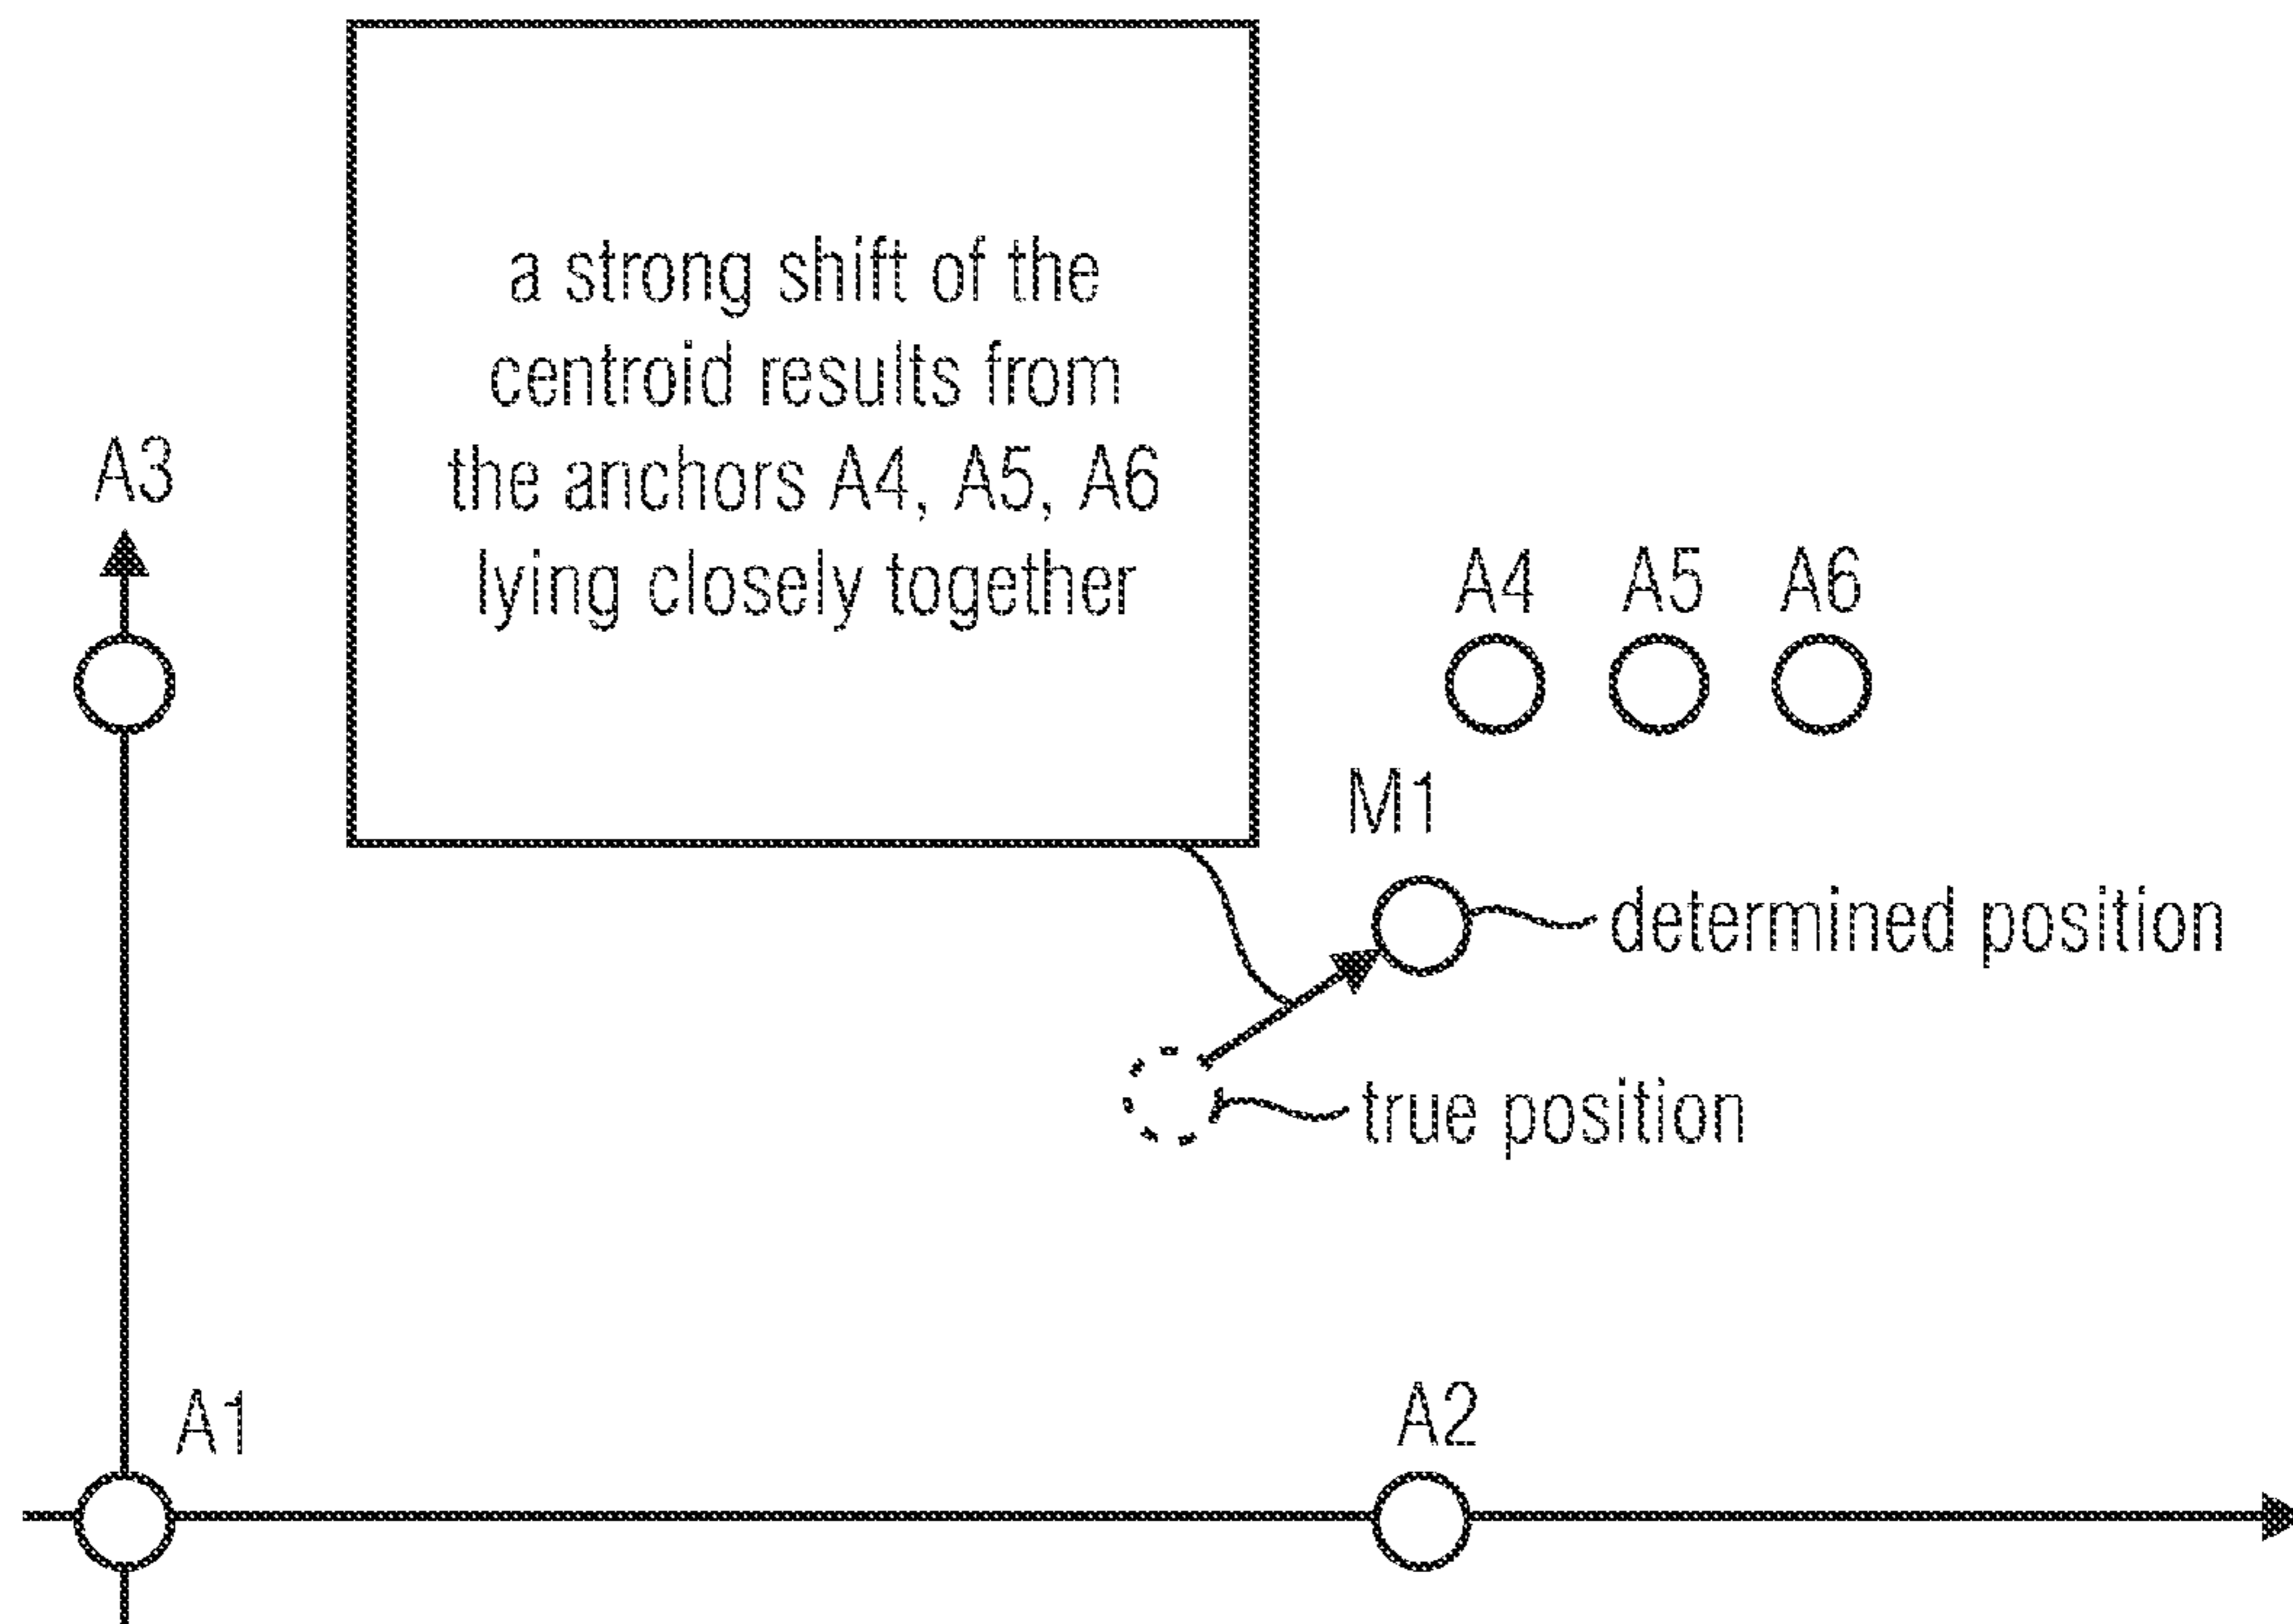 a strong shift of the
centroid results from
the anchors A4, A5, A6
lying closely together
A3
A4 A5 A6
M1
determined position
true position
A1
A2